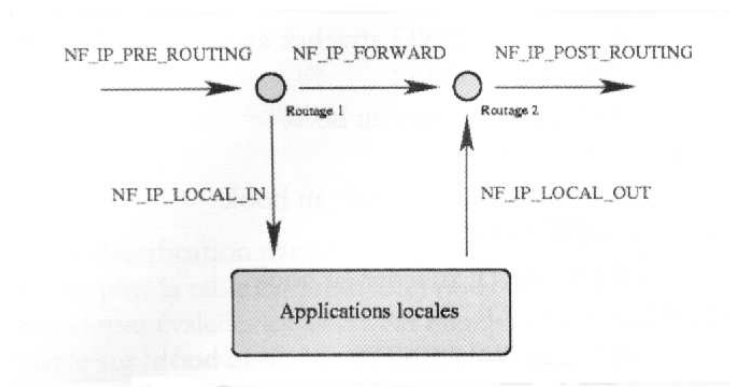 NF_IP_PRE_ROUTING
NF_IP_FORWARD
NF_IP_POST_ROUTING
Routage 1
Routage 2
NF_IP_LOCAL_IN
NF_IP_LOCAL_OUT
Applications locales